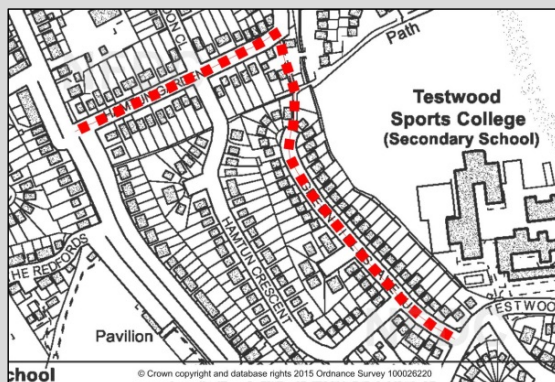 Path
Testwood
Sports College
(Secondary School)
HAMTUN CRESCENT
HE REDFORDS
TESTWOO
Pavilion
chool
© Crown copyright and database rights 2015 Ordnance Survey 100026220